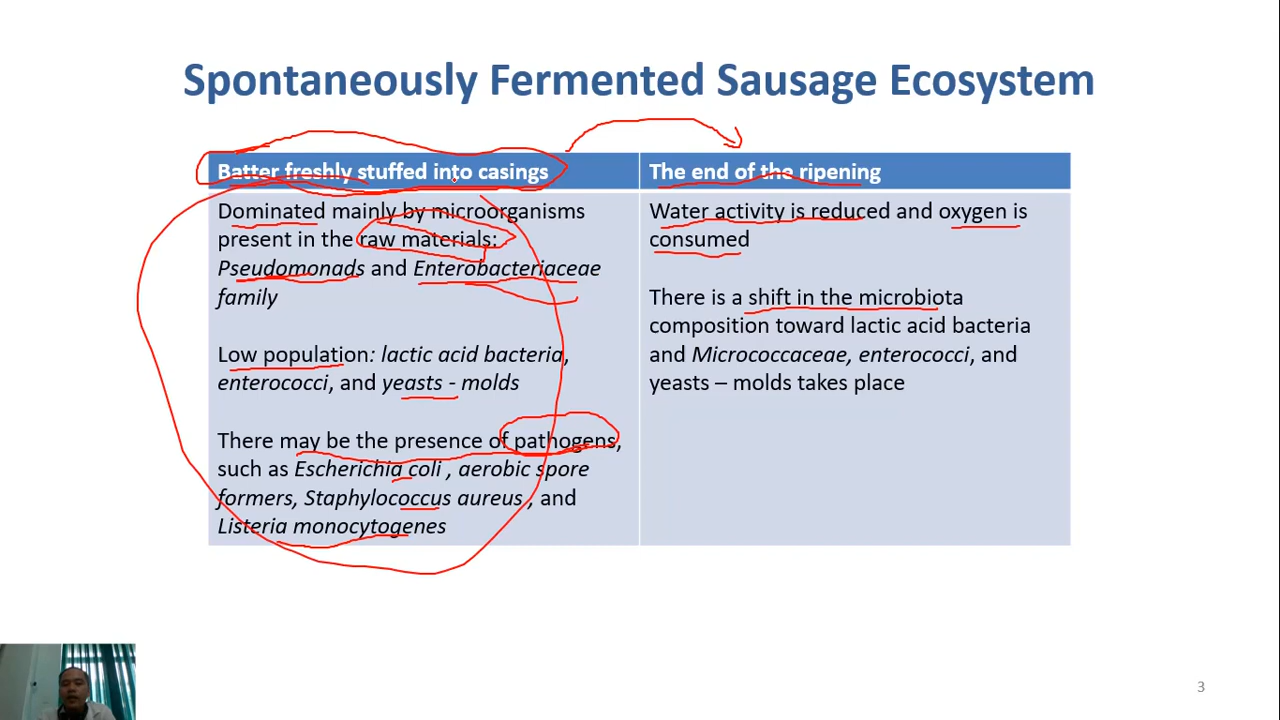 Spontaneously Fermented Sausage Ecosystem
Batter freshly stuffed into casings
Dominated mainly by microorganisms
present in the raw materials:
Pseudomonads and Enterobacteriaceae
family
Low population: lactic acid bacteria,
enterococci, and yeasts - molds
There may be the presence of pathogens,
such as Escherichia coli , aerobic spore
formers, Staphylococcus aureus , and
Listeria monocytogenes
The end of the ripening
Water activity is reduced and oxygen is
consumed
There is a shift in the microbiota
composition toward lactic acid bacteria
and Micrococcaceae, enterococci, and
yeasts – molds takes place
3